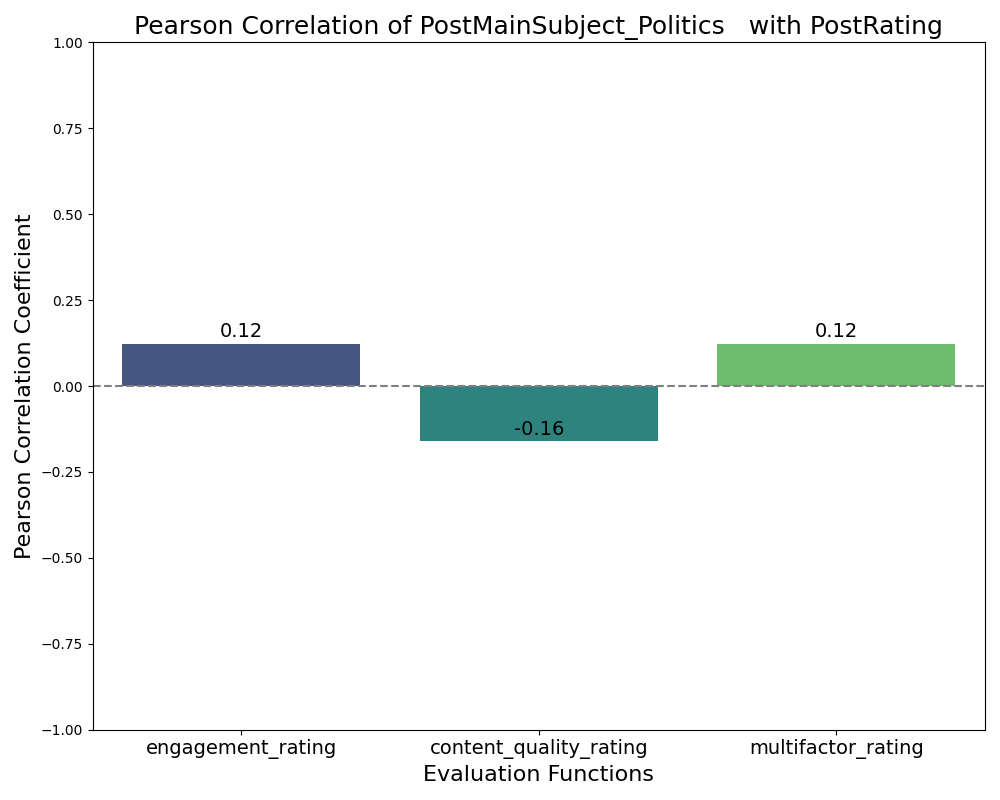 Pearson Correlation of PostMainSubject_Politics   with PostRating
Pearson Correlation Coefficient
1.00
0.75
0.50
0.25
0.00
−0.25
−0.50
−0.75
−1.00
0.12
-0.16
0.12
engagement_rating
content_quality_rating
multifactor_rating
Evaluation Functions